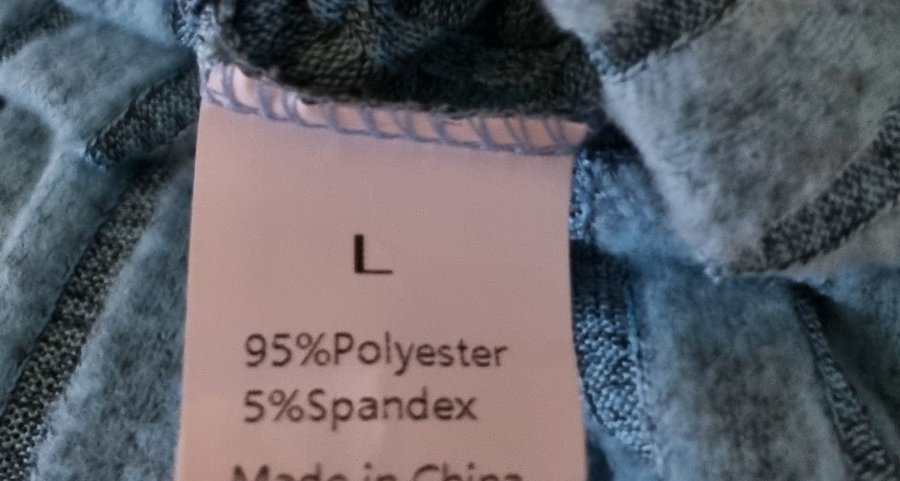 L
95%Polyester
5%Spandex
Made in China